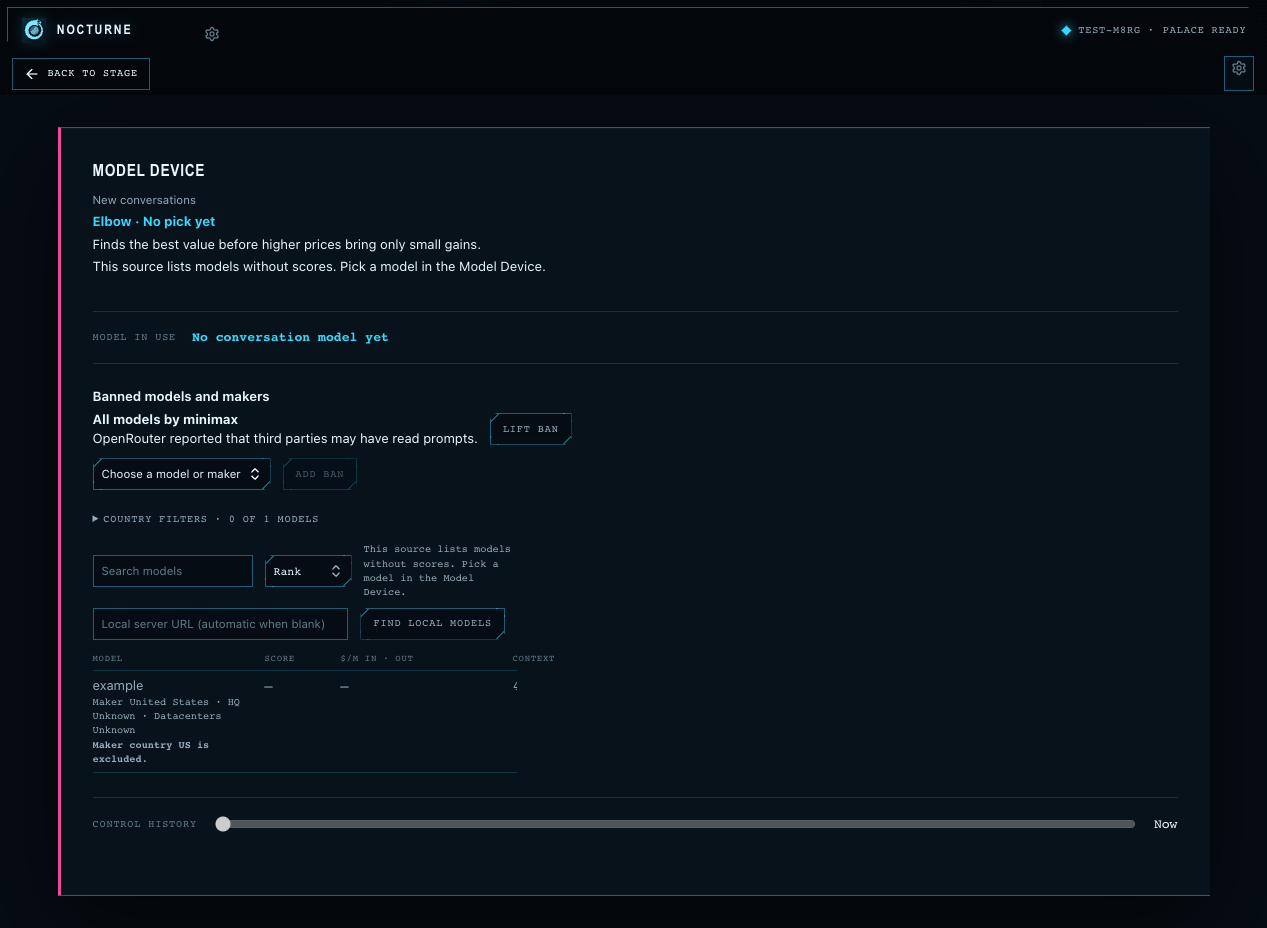 NOCTURNE
TEST-M8RG · PALACE READY
BACK TO STAGE
MODEL DEVICE
New conversations
Elbow · No pick yet
Finds the best value before higher prices bring only small gains.
This source lists models without scores. Pick a model in the Model Device.
MODEL IN USE No conversation model yet
Banned models and makers
All models by minimax
OpenRouter reported that third parties may have read prompts.
LIFT BAN
Choose a model or maker
ADD BAN
COUNTRY FILTERS · 0 OF 1 MODELS
Search models
Rank
This source lists models
without scores. Pick a
model in the Model
Device.
Local server URL (automatic when blank)
FIND LOCAL MODELS
MODEL SCORE $/M IN · OUT CONTEXT
example — — 4
Maker United States · HQ
Unknown · Datacenters
Unknown
Maker country US is
excluded.
CONTROL HISTORY
Now